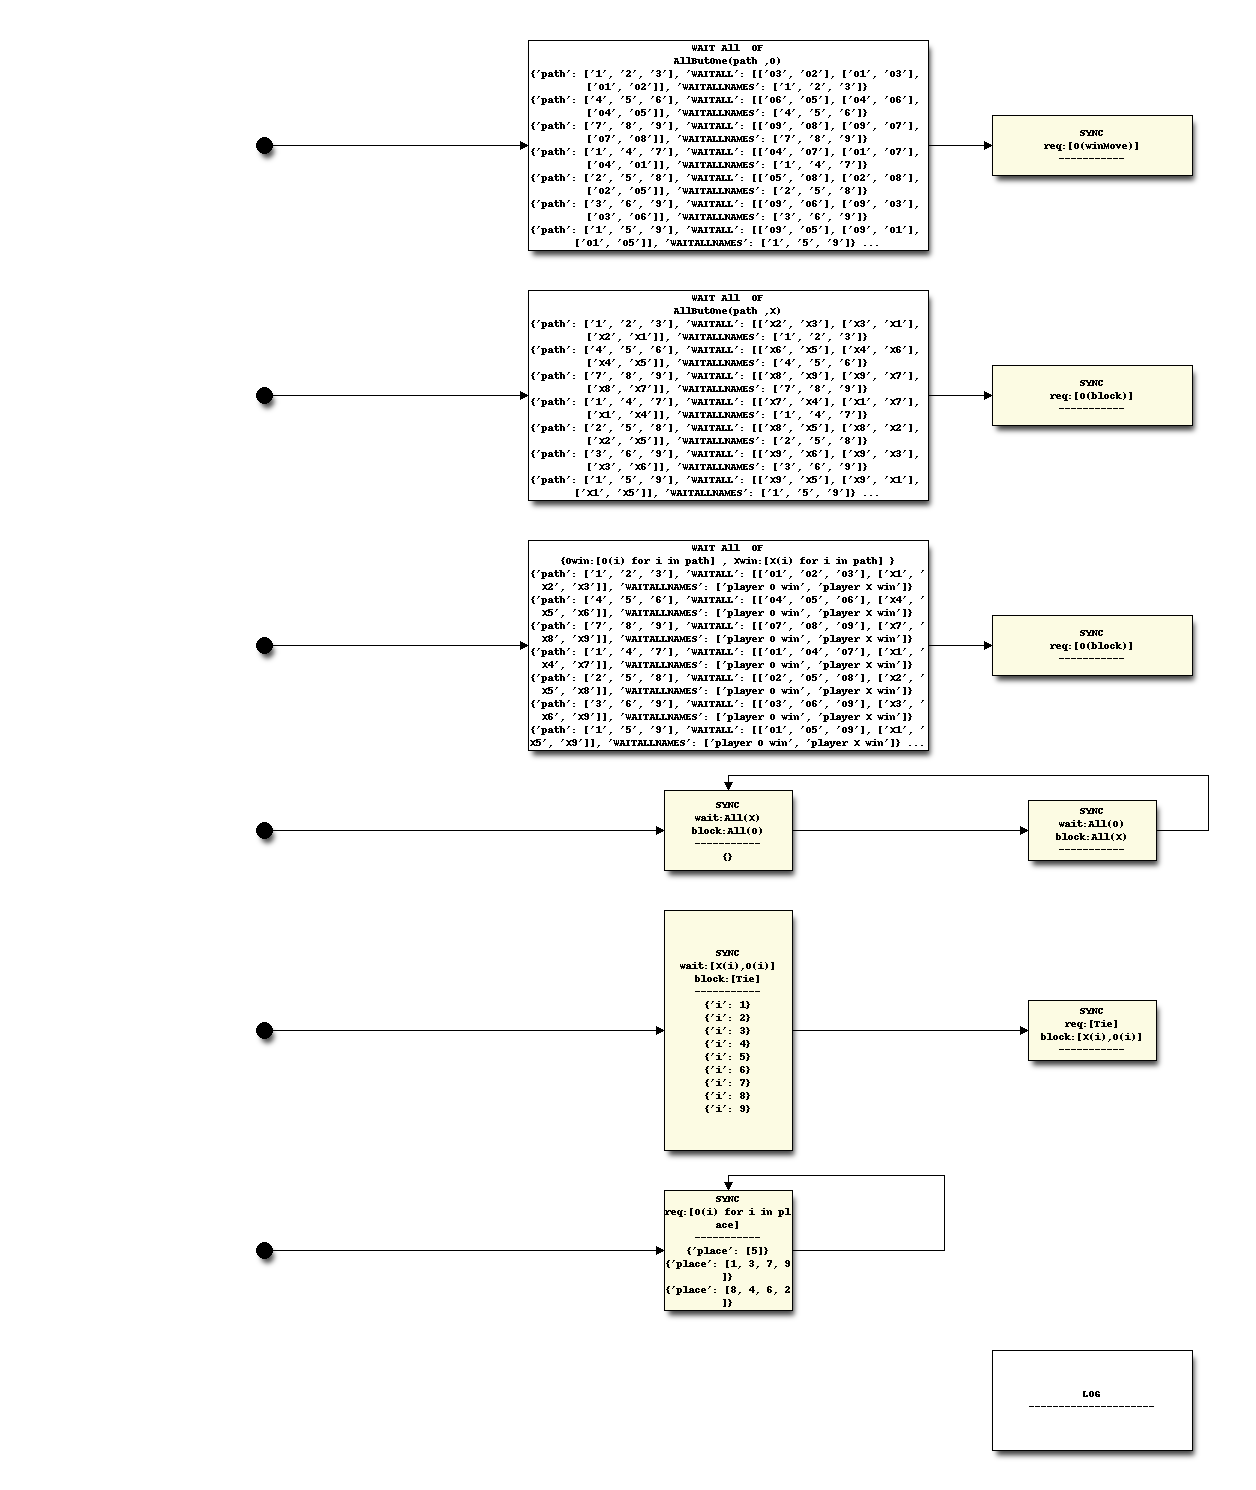 WAIT All  OF
AllButOne(path ,O)
{'path': ['1', '2', '3'], 'WAITALL': [['O3', 'O2'], ['O1', 'O3'],
['O1', 'O2']], 'WAITALLNAMES': ['1', '2', '3']}
{'path': ['4', '5', '6'], 'WAITALL': [['O6', 'O5'], ['O4', 'O6'],
['O4', 'O5']], 'WAITALLNAMES': ['4', '5', '6']}
{'path': ['7', '8', '9'], 'WAITALL': [['O9', 'O8'], ['O9', 'O7'],
['O7', 'O8']], 'WAITALLNAMES': ['7', '8', '9']}
{'path': ['1', '4', '7'], 'WAITALL': [['O4', 'O7'], ['O1', 'O7'],
['O4', 'O1']], 'WAITALLNAMES': ['1', '4', '7']}
{'path': ['2', '5', '8'], 'WAITALL': [['O5', 'O8'], ['O2', 'O8'],
['O2', 'O5']], 'WAITALLNAMES': ['2', '5', '8']}
{'path': ['3', '6', '9'], 'WAITALL': [['O9', 'O6'], ['O9', 'O3'],
['O3', 'O6']], 'WAITALLNAMES': ['3', '6', '9']}
{'path': ['1', '5', '9'], 'WAITALL': [['O9', 'O5'], ['O9', 'O1'],
['O1', 'O5']], 'WAITALLNAMES': ['1', '5', '9']} ...
SYNC
req:[O(winMove)]
-----------
WAIT All  OF
AllButOne(path ,X)
{'path': ['1', '2', '3'], 'WAITALL': [['X2', 'X3'], ['X3', 'X1'],
['X2', 'X1']], 'WAITALLNAMES': ['1', '2', '3']}
{'path': ['4', '5', '6'], 'WAITALL': [['X6', 'X5'], ['X4', 'X6'],
['X4', 'X5']], 'WAITALLNAMES': ['4', '5', '6']}
{'path': ['7', '8', '9'], 'WAITALL': [['X8', 'X9'], ['X9', 'X7'],
['X8', 'X7']], 'WAITALLNAMES': ['7', '8', '9']}
{'path': ['1', '4', '7'], 'WAITALL': [['X7', 'X4'], ['X1', 'X7'],
['X1', 'X4']], 'WAITALLNAMES': ['1', '4', '7']}
{'path': ['2', '5', '8'], 'WAITALL': [['X8', 'X5'], ['X8', 'X2'],
['X2', 'X5']], 'WAITALLNAMES': ['2', '5', '8']}
{'path': ['3', '6', '9'], 'WAITALL': [['X9', 'X6'], ['X9', 'X3'],
['X3', 'X6']], 'WAITALLNAMES': ['3', '6', '9']}
{'path': ['1', '5', '9'], 'WAITALL': [['X9', 'X5'], ['X9', 'X1'],
['X1', 'X5']], 'WAITALLNAMES': ['1', '5', '9']} ...
SYNC
req:[O(block)]
-----------
WAIT All  OF
{Owin:[O(i) for i in path] , Xwin:[X(i) for i in path] }
{'path': ['1', '2', '3'], 'WAITALL': [['O1', 'O2', 'O3'], ['X1', '
X2', 'X3']], 'WAITALLNAMES': ['player O win', 'player X win']}
{'path': ['4', '5', '6'], 'WAITALL': [['O4', 'O5', 'O6'], ['X4', '
X5', 'X6']], 'WAITALLNAMES': ['player O win', 'player X win']}
{'path': ['7', '8', '9'], 'WAITALL': [['O7', 'O8', 'O9'], ['X7', '
X8', 'X9']], 'WAITALLNAMES': ['player O win', 'player X win']}
{'path': ['1', '4', '7'], 'WAITALL': [['O1', 'O4', 'O7'], ['X1', '
X4', 'X7']], 'WAITALLNAMES': ['player O win', 'player X win']}
{'path': ['2', '5', '8'], 'WAITALL': [['O2', 'O5', 'O8'], ['X2', '
X5', 'X8']], 'WAITALLNAMES': ['player O win', 'player X win']}
{'path': ['3', '6', '9'], 'WAITALL': [['O3', 'O6', 'O9'], ['X3', '
X6', 'X9']], 'WAITALLNAMES': ['player O win', 'player X win']}
{'path': ['1', '5', '9'], 'WAITALL': [['O1', 'O5', 'O9'], ['X1', '
X5', 'X9']], 'WAITALLNAMES': ['player O win', 'player X win']} ...
SYNC
req:[O(block)]
-----------
SYNC
wait:All(X)
block:All(O)
-----------
{}
SYNC
wait:All(O)
block:All(X)
-----------
SYNC
wait:[X(i),O(i)]
block:[Tie]
-----------
{'i': 1}
{'i': 2}
{'i': 3}
{'i': 4}
{'i': 5}
{'i': 6}
{'i': 7}
{'i': 8}
{'i': 9}
SYNC
req:[Tie]
block:[X(i),O(i)]
-----------
SYNC
req:[O(i) for i in pl
ace]
-----------
{'place': [5]}
{'place': [1, 3, 7, 9
]}
{'place': [8, 4, 6, 2
]}
LOG
---------------------